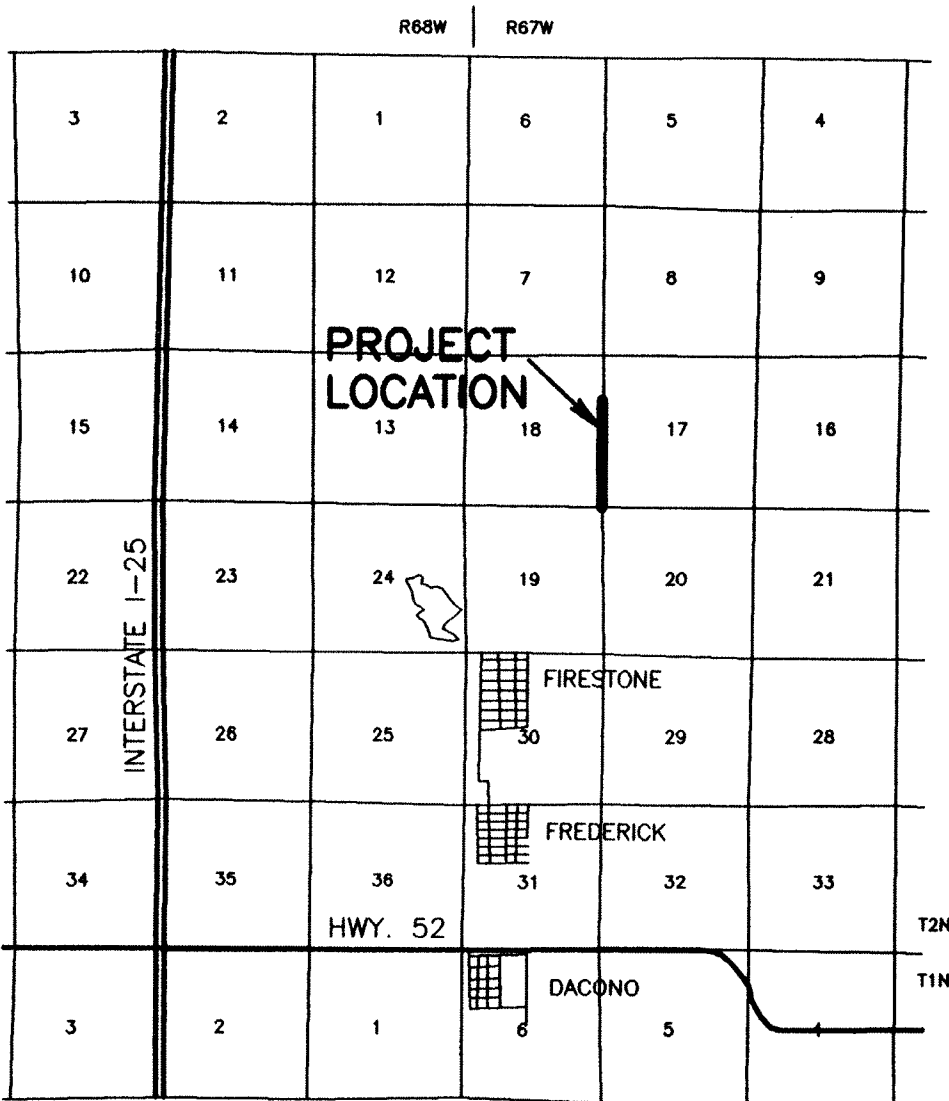 R68W R67W
3 2 1 6 5 4
10 11 12 7 8 9
PROJECT
LOCATION
15 14 13 18 17 16
22 23 24 19 20 21
INTERSTATE I-25
FIRESTONE
27 26 25 30 29 28
FREDERICK
34 35 36 31 32 33
HWY. 52
T2N
T1N
DACONO
3 2 1 6 5 4